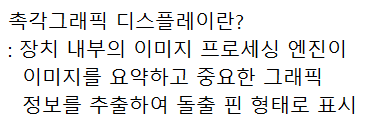 촉각그래픽 디스플레이란?
: 장치 내부의 이미지 프로세싱 엔진이
이미지를 요약하고 중요한 그래픽
정보를 추출하여 돌출 핀 형태로 표시